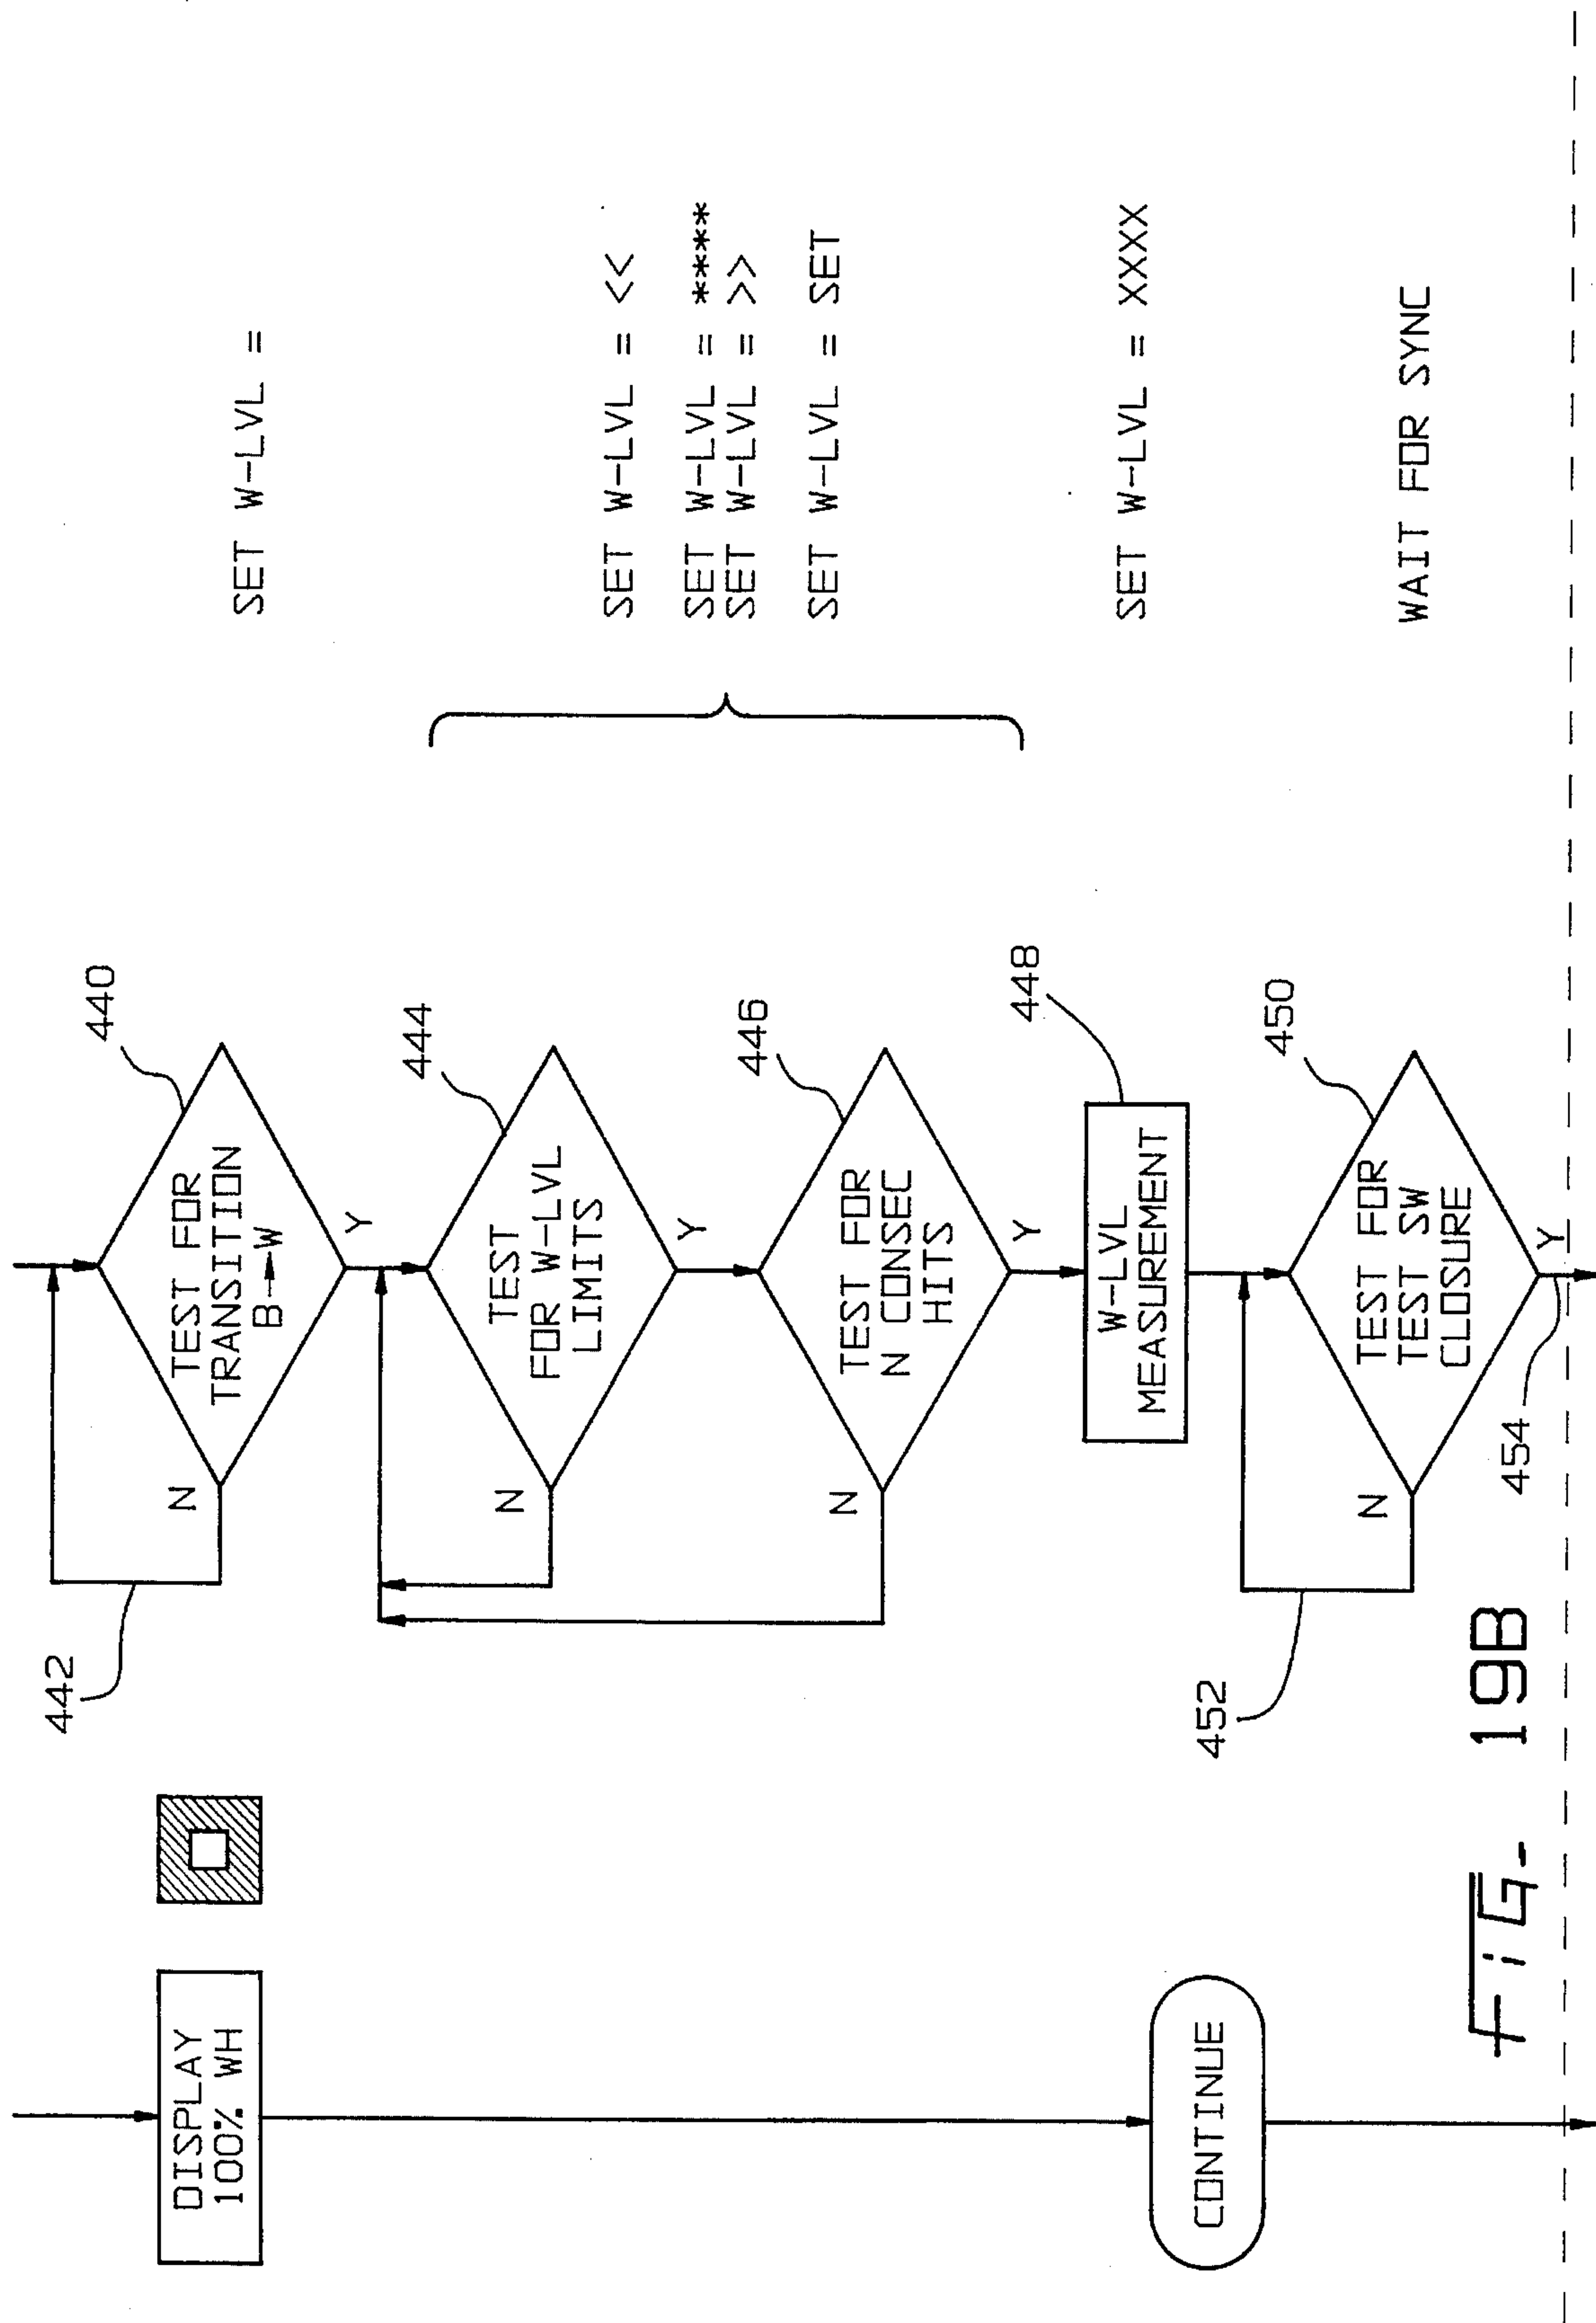 DISPLAY
100% WH
CONTINUE
442
440
TEST FOR
TRANSITION
B→W
N
Y
444
TEST
FOR W-LVL
LIMITS
N
Y
446
TEST FOR
N CONSEC
HITS
N
Y
448
W-LVL
MEASUREMENT
452
450
TEST FOR
TEST SW
CLOSURE
N
Y
454
SET W-LVL =
SET W-LVL = <<
SET W-LVL = *****
SET W-LVL = >>
SET W-LVL = SET
SET W-LVL = XXXX
WAIT FOR SYNC
FiG. 19B